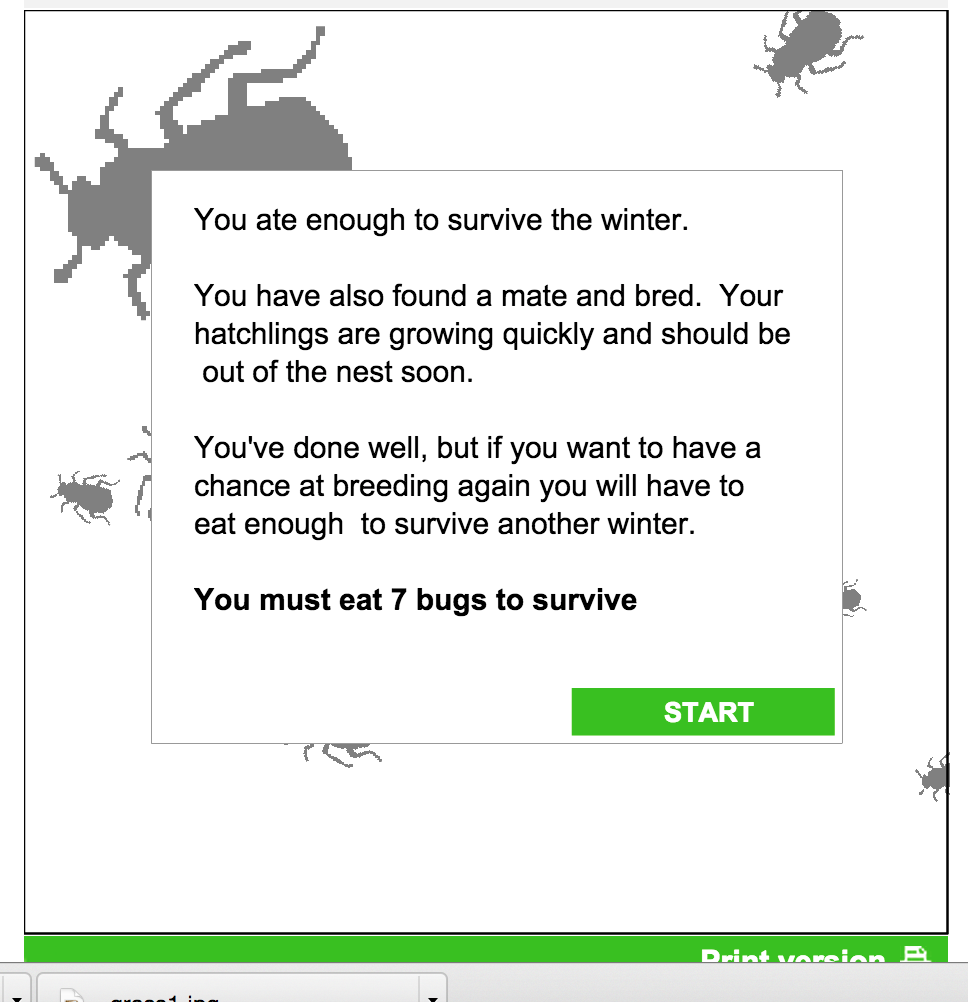 You ate enough to survive the winter.
You have also found a mate and bred.  Your
hatchlings are growing quickly and should be
out of the nest soon.
You've done well, but if you want to have a
chance at breeding again you will have to
eat enough  to survive another winter.
You must eat 7 bugs to survive
START
Print version
grass1.jpg